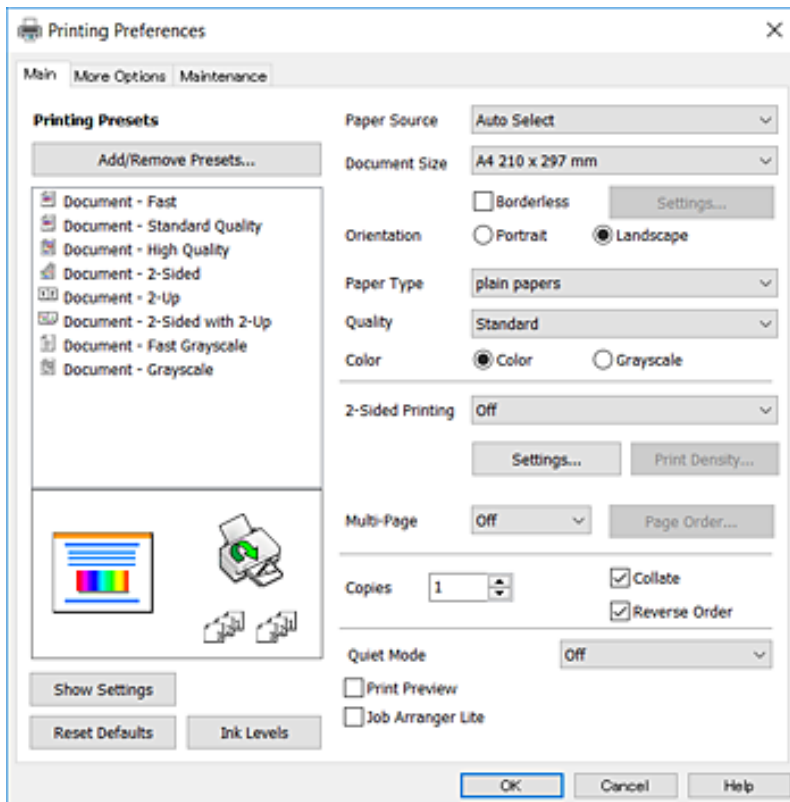 Printing Preferences
Main More Options Maintenance
Printing Presets
Add/Remove Presets...
Document - Fast
Document - Standard Quality
Document - High Quality
Document - 2-Sided
Document - 2-Up
Document - 2-Sided with 2-Up
Document - Fast Grayscale
Document - Grayscale
Show Settings
Reset Defaults Ink Levels
Paper Source Auto Select
Document Size A4 210 x 297 mm
Borderless Settings...
Orientation Portrait Landscape
Paper Type plain papers
Quality Standard
Color Color Grayscale
2-Sided Printing Off
Settings... Print Density...
Multi-Page Off Page Order...
Copies 1 Collate
Reverse Order
Quiet Mode Off
Print Preview
Job Arranger Lite
OK Cancel Help